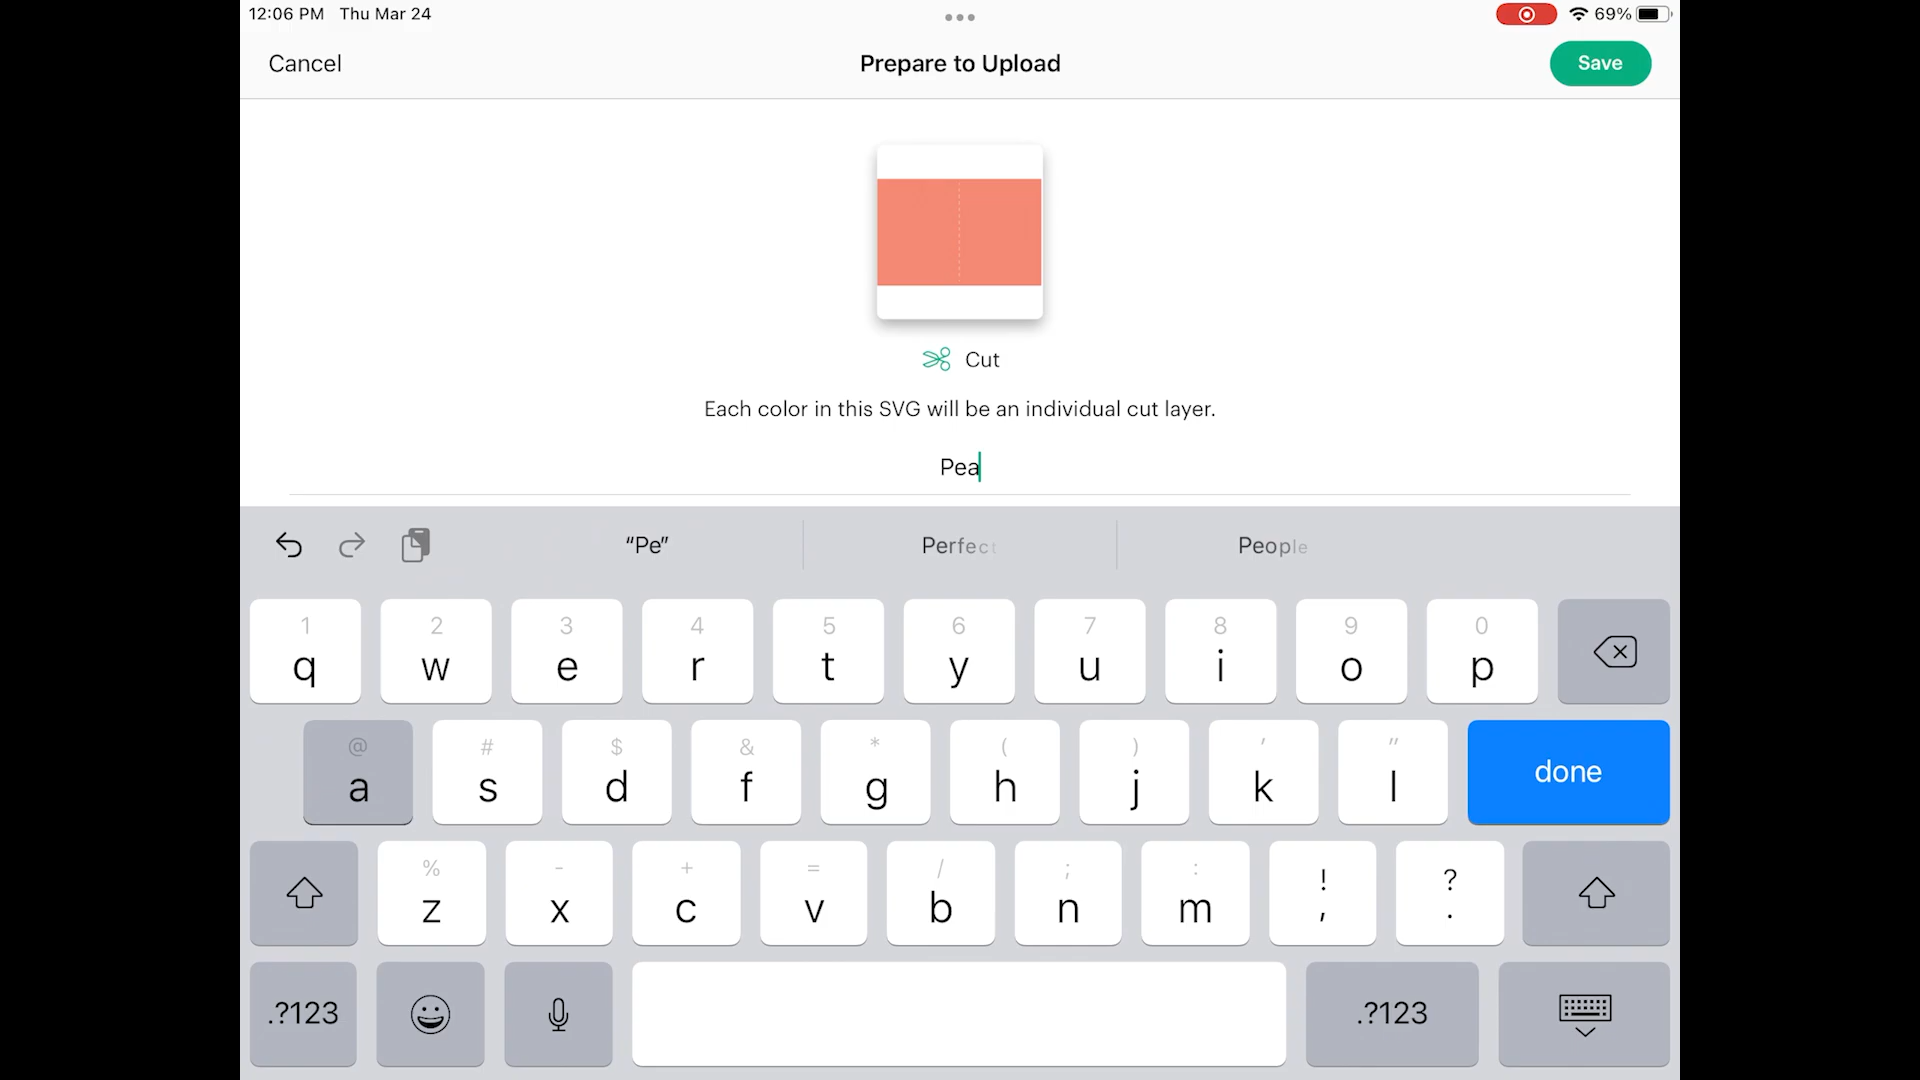 12:06 PM Thu Mar 24
69%
Cancel
Prepare to Upload
Save
Cut
Each color in this SVG will be an individual cut layer.
Pea
“Pe” Perfect People
1 2 3 4 5 6 7 8 9 0
q w e r t y u i o p
@ # $ & * ( ) ' "
a s d f g h j k l done
% - + = / ; : ! ?
z x c v b n m , .
.?123 .?123